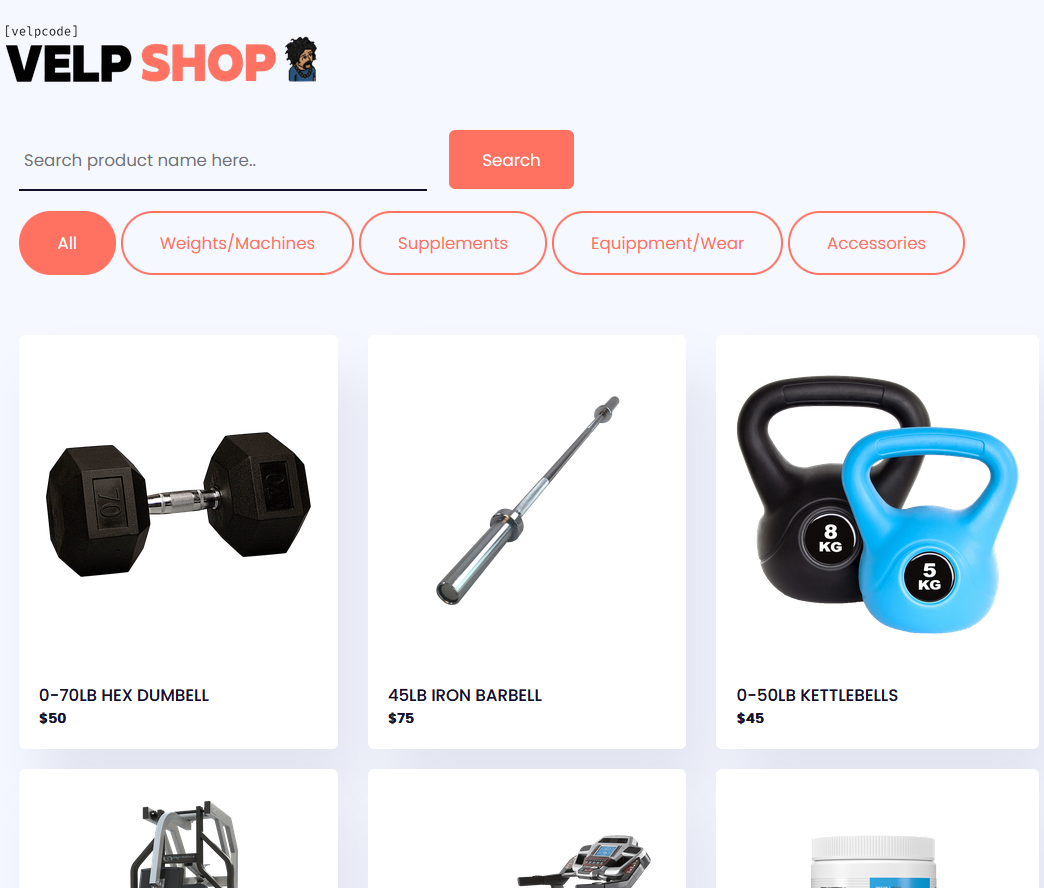 [velpcode]
VELP SHOP
Search product name here..
Search
All
Weights/Machines
Supplements
Equippment/Wear
Accessories
70
70
8
KG
5
KG
0-70LB HEX DUMBELL
$50
45LB IRON BARBELL
$75
0-50LB KETTLEBELLS
$45